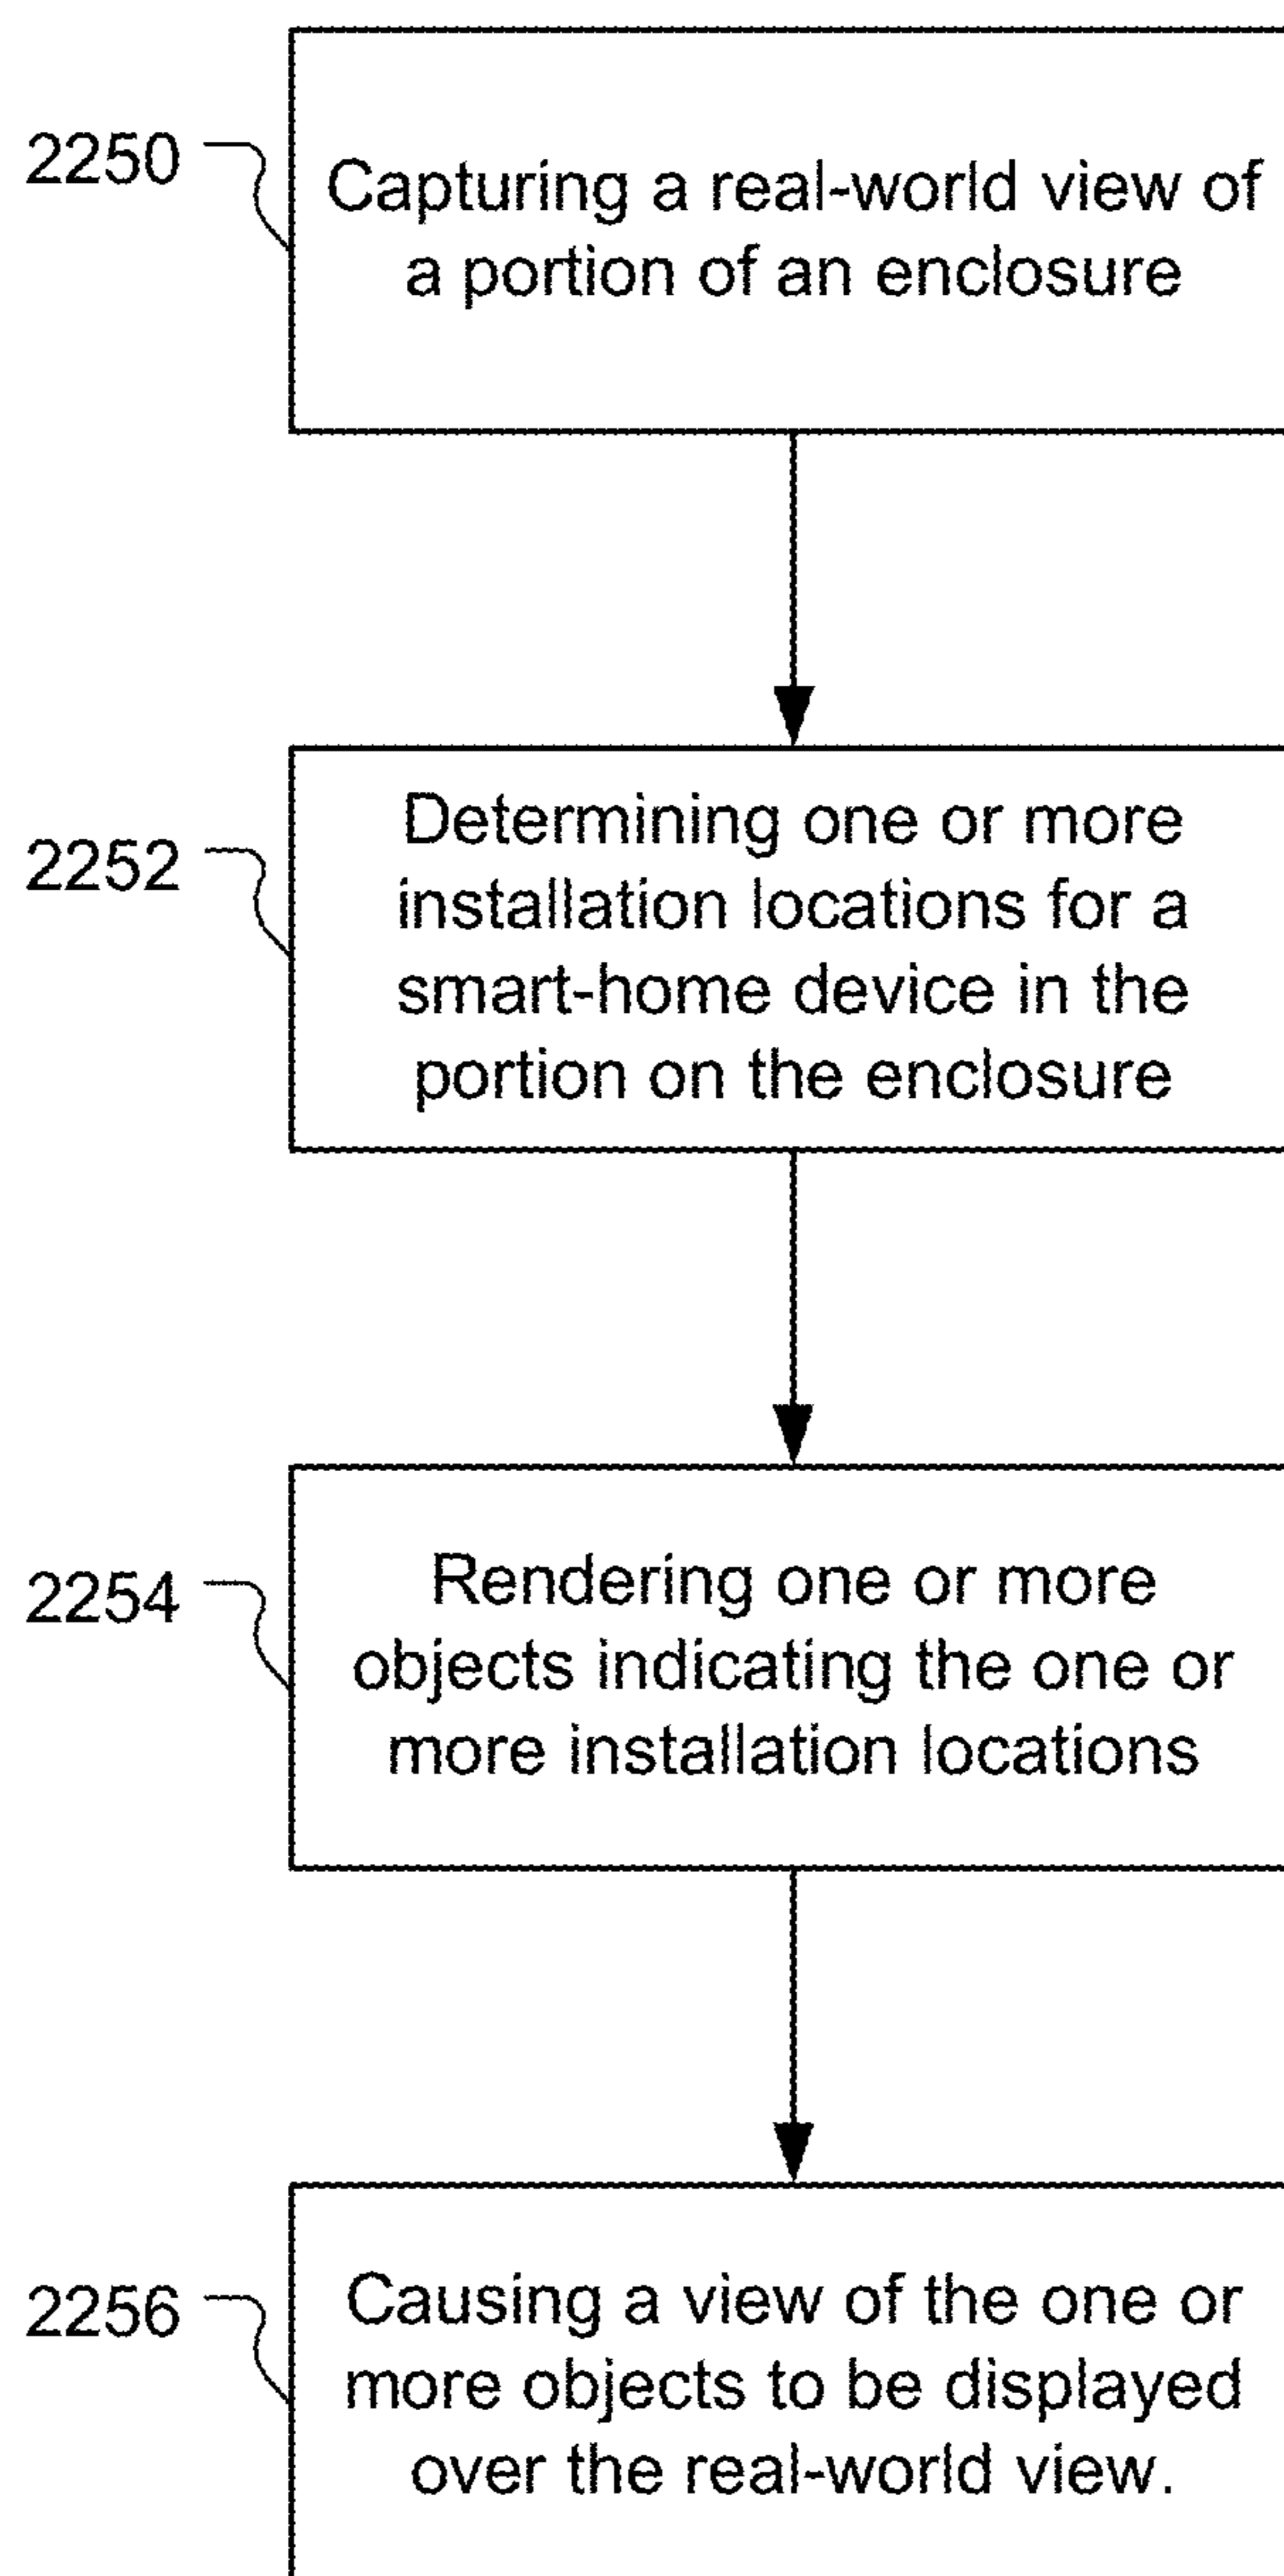 2250
Capturing a real-world view of
a portion of an enclosure
2252
Determining one or more
installation locations for a
smart-home device in the
portion on the enclosure
2254
Rendering one or more
objects indicating the one or
more installation locations
2256
Causing a view of the one or
more objects to be displayed
over the real-world view.